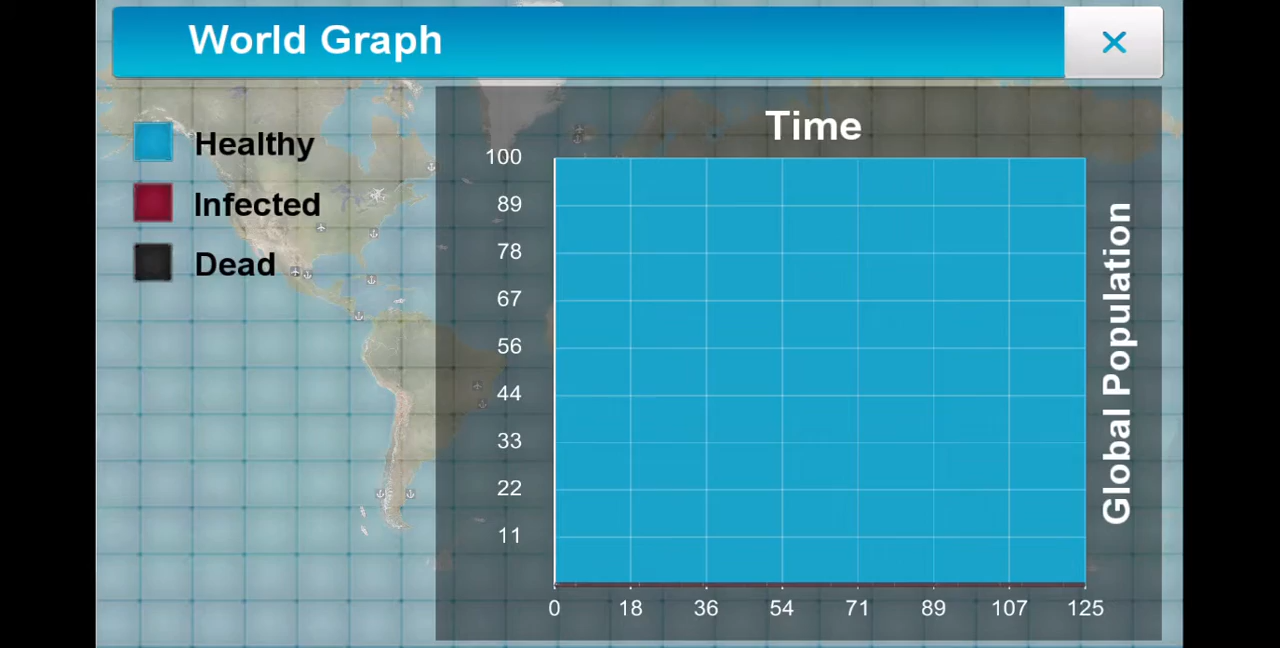 World Graph
Healthy
Infected
Dead
Time
100
89
78
67
56
44
33
22
11
0 18 36 54 71 89 107 125
Global Population